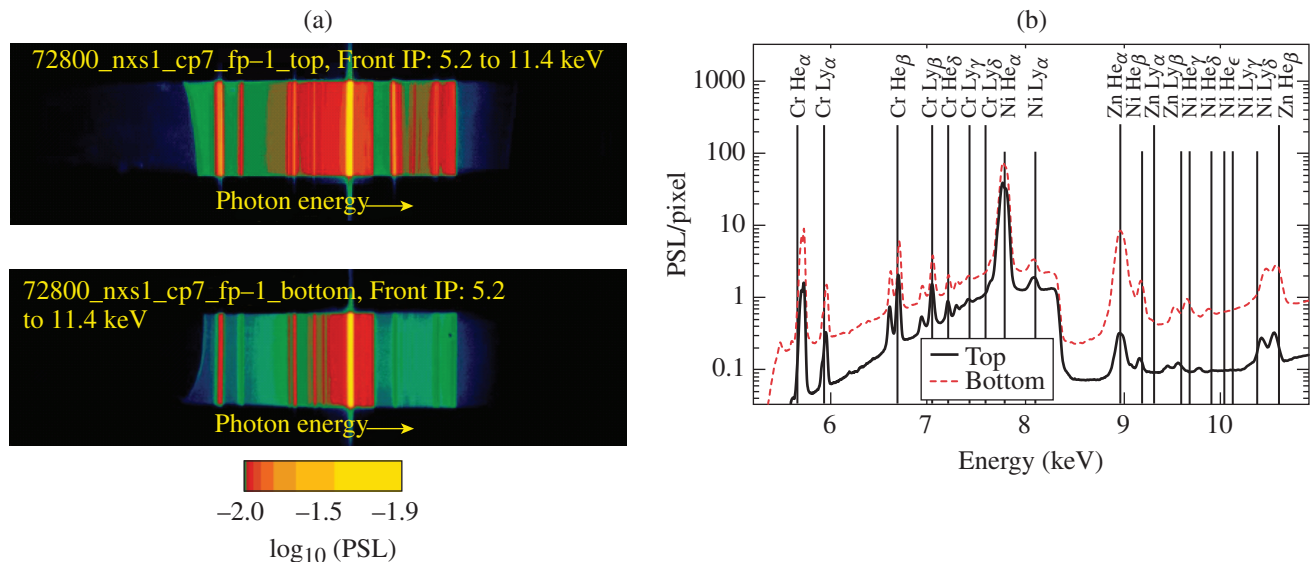 (a)
72800_nxs1_cp7_fp–1_top, Front IP: 5.2 to 11.4 keV
Photon energy
72800_nxs1_cp7_fp–1_bottom, Front IP: 5.2
to 11.4 keV
Photon energy
–2.0 –1.5 –1.9
log10 (PSL)
(b)
PSL/pixel
1000
100
10
1
0.1
Cr Heα
Cr Lyα
Cr Heβ
Cr Lyβ
Cr Heδ
Cr Lyγ
Cr Lyδ
Ni Heα
Ni Lyα
Zn Heα
Ni Heβ
Zn Lyα
Zn Lyβ
Ni Heγ
Ni Heδ
Ni Heϵ
Ni Lyγ
Ni Lyδ
Zn Heβ
Top
Bottom
6 7 8 9 10
Energy (keV)